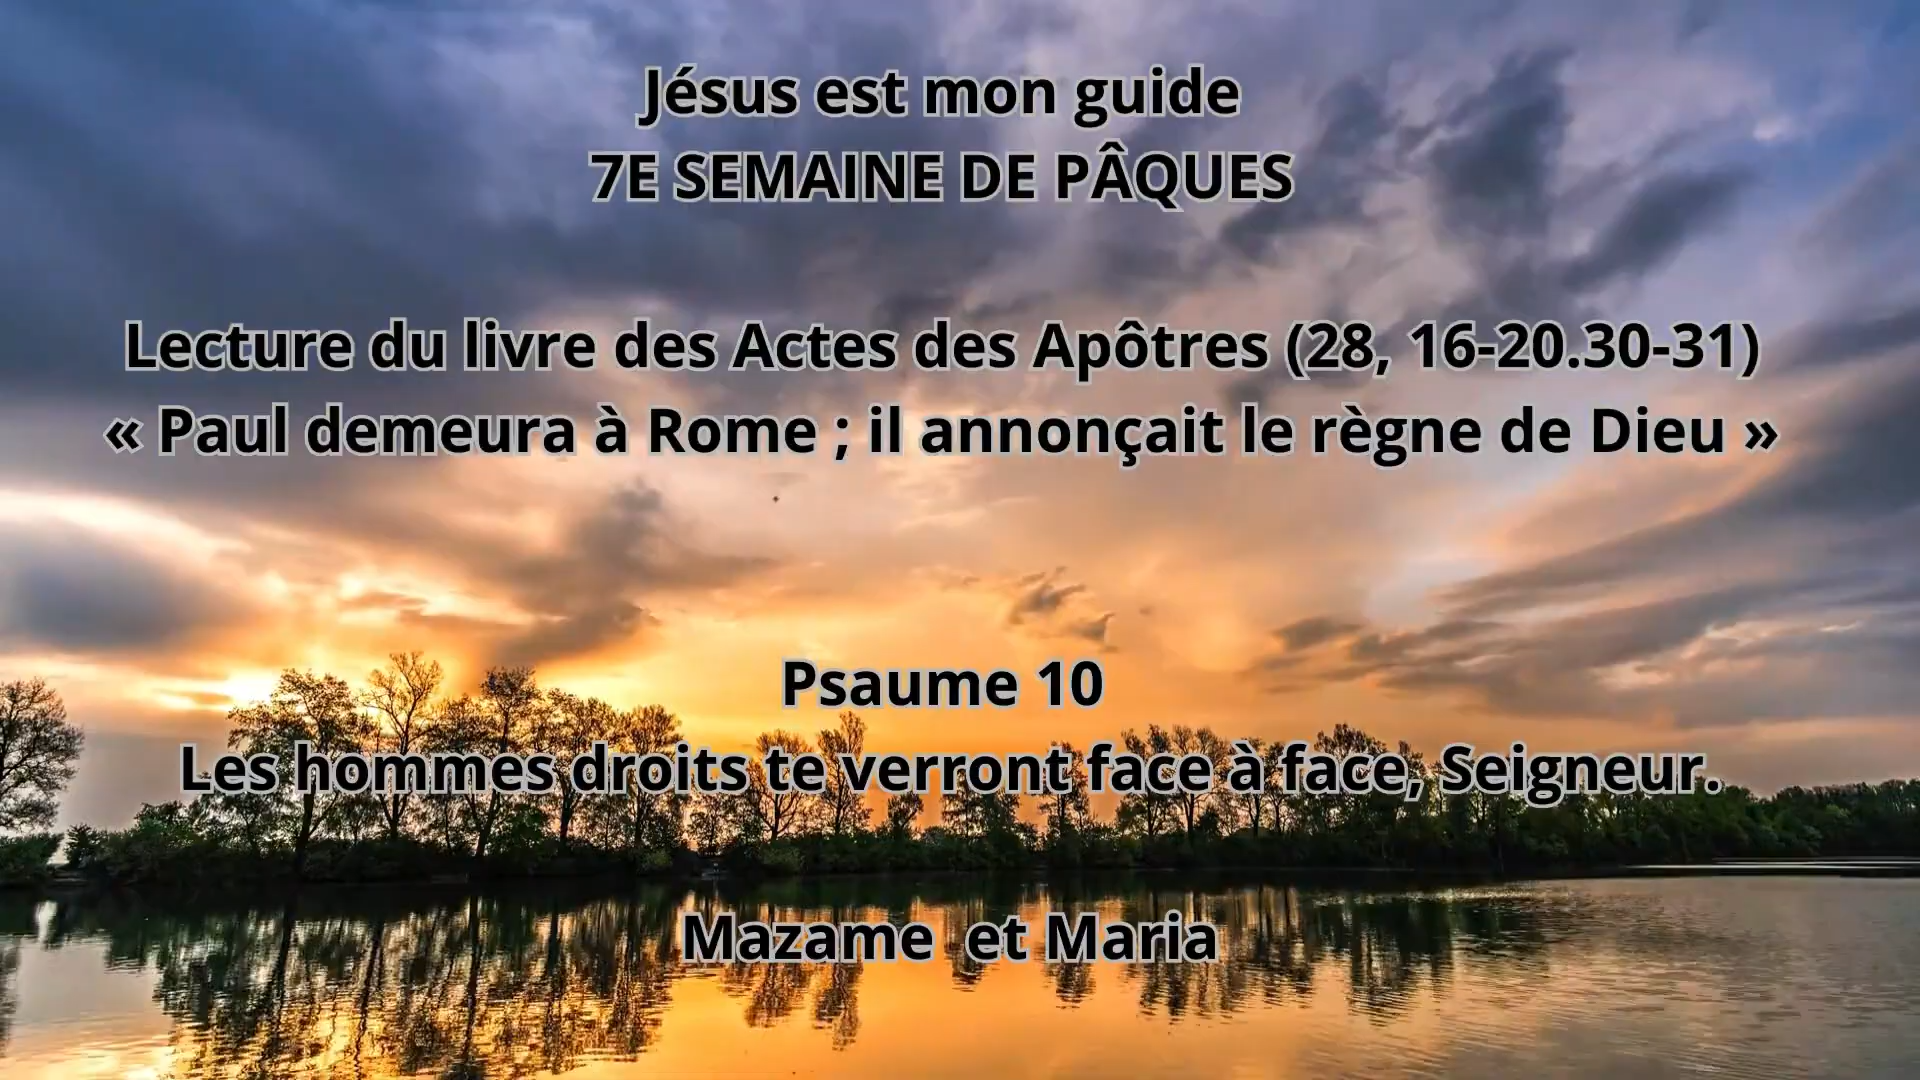 Jésus est mon guide
7E SEMAINE DE PÂQUES
Lecture du livre des Actes des Apôtres (28, 16-20.30-31)
« Paul demeura à Rome ; il annonçait le règne de Dieu »
Psaume 10
Les hommes droits te verront face à face, Seigneur.
Mazame et Maria